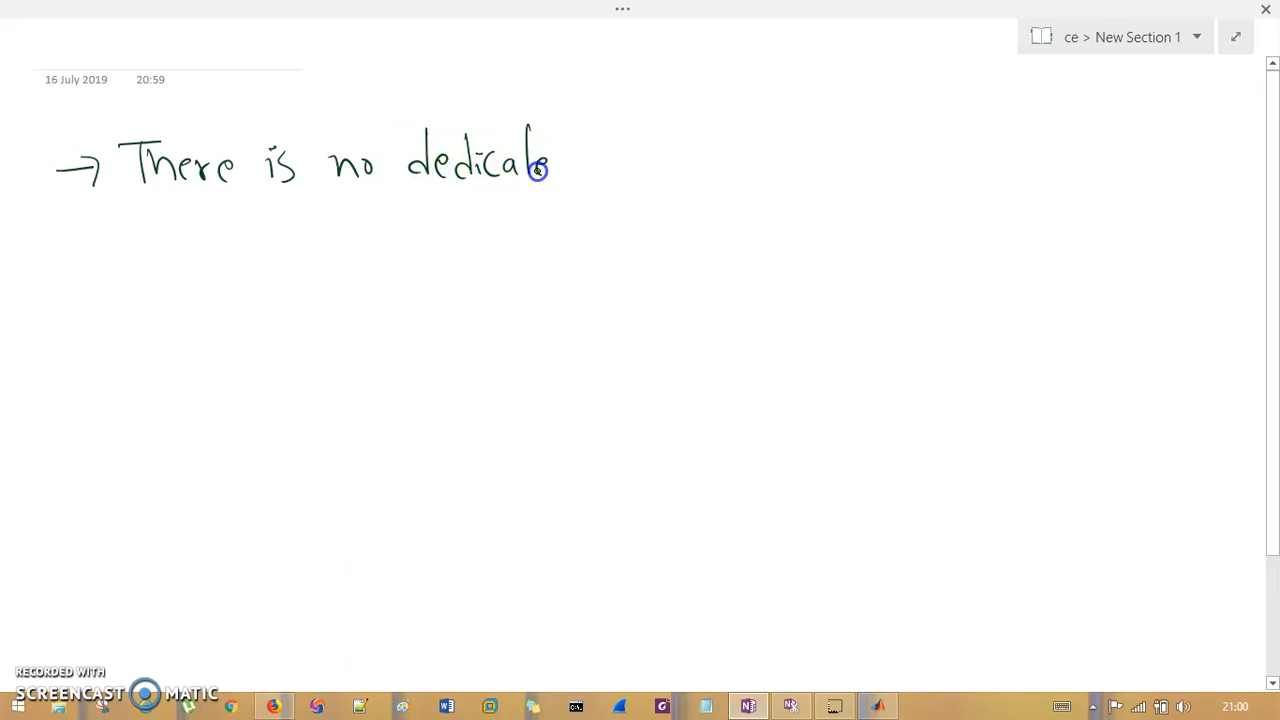 ce > New Section 1
16 July 2019 20:59
→ There is no dedicate
RECORDED WITH
SCREENCAST MATIC
21:00